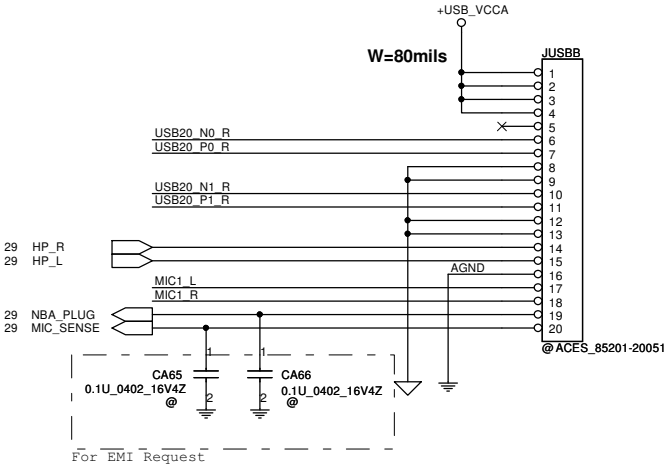 +USB_VCCA
W=80mils
JUSBB
1
2
3
4
5
USB20_N0_R
6
USB20_P0_R
7
8
9
USB20_N1_R
10
USB20_P1_R
11
12
13
29 HP_R
14
29 HP_L
15
AGND
16
MIC1_L
17
MIC1_R
18
29 NBA_PLUG
19
29 MIC_SENSE
20
@ ACES_85201-20051
1
1
CA65
CA66
0.1U_0402_16V4Z
0.1U_0402_16V4Z
2
2
@
@
For EMI Request